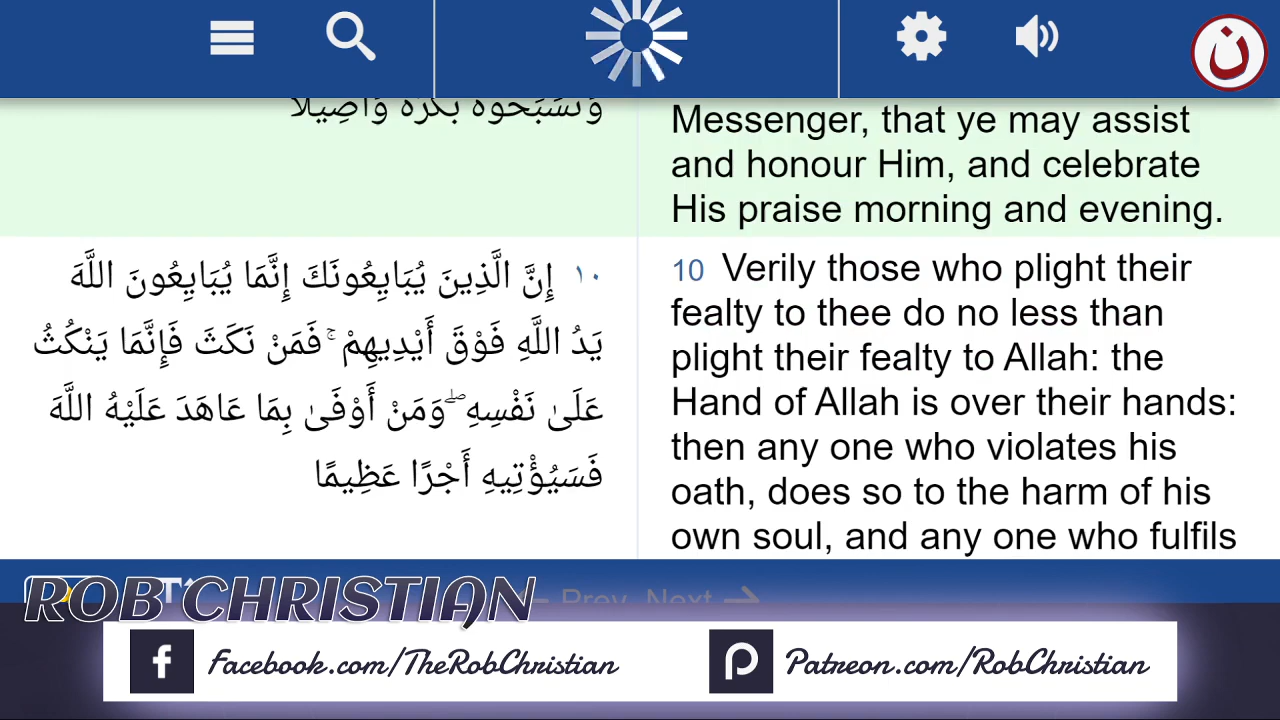 ن
وَتُسَبِّحُوهُ بُكْرَةً وَأَصِيلًا
Messenger, that ye may assist
and honour Him, and celebrate
His praise morning and evening.
١٠ إِنَّ الَّذِينَ يُبَايِعُونَكَ إِنَّمَا يُبَايِعُونَ اللَّهَ
يَدُ اللَّهِ فَوْقَ أَيْدِيهِمْ ۚ فَمَنْ نَكَثَ فَإِنَّمَا يَنْكُثُ
عَلَىٰ نَفْسِهِ ۖ وَمَنْ أَوْفَىٰ بِمَا عَاهَدَ عَلَيْهُ اللَّهَ
فَسَيُؤْتِيهِ أَجْرًا عَظِيمًا
10 Verily those who plight their
fealty to thee do no less than
plight their fealty to Allah: the
Hand of Allah is over their hands:
then any one who violates his
oath, does so to the harm of his
own soul, and any one who fulfils
← Prev Next →
ROB CHRISTIAN
Facebook.com/TheRobChristian
Patreon.com/RobChristian